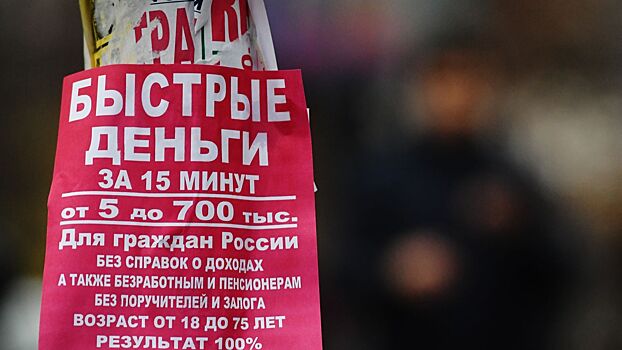 БЫСТРЫЕ
ДЕНЬГИ
ЗА 15 МИНУТ
от 5 до 700 тыс.
Для граждан России
БЕЗ СПРАВОК О ДОХОДАХ
А ТАКЖЕ БЕЗРАБОТНЫМ И ПЕНСИОНЕРАМ
БЕЗ ПОРУЧИТЕЛЕЙ И ЗАЛОГА
ВОЗРАСТ ОТ 18 ДО 75 ЛЕТ
РЕЗУЛЬТАТ 100%